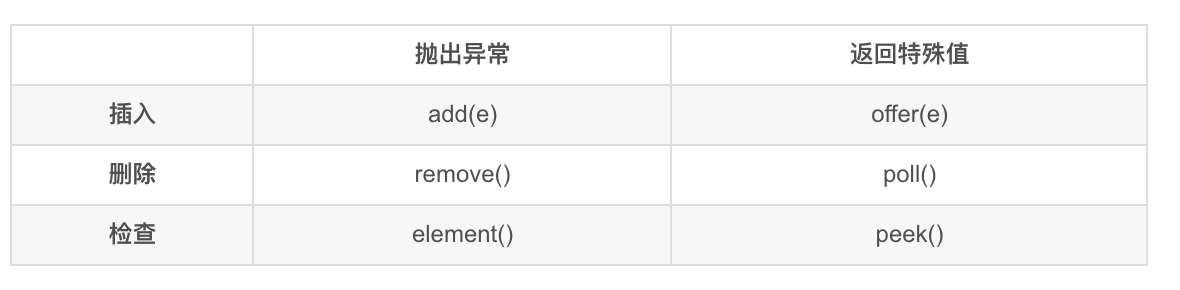 抛出异常 返回特殊值
插入 add(e) offer(e)
删除 remove() poll()
检查 element() peek()